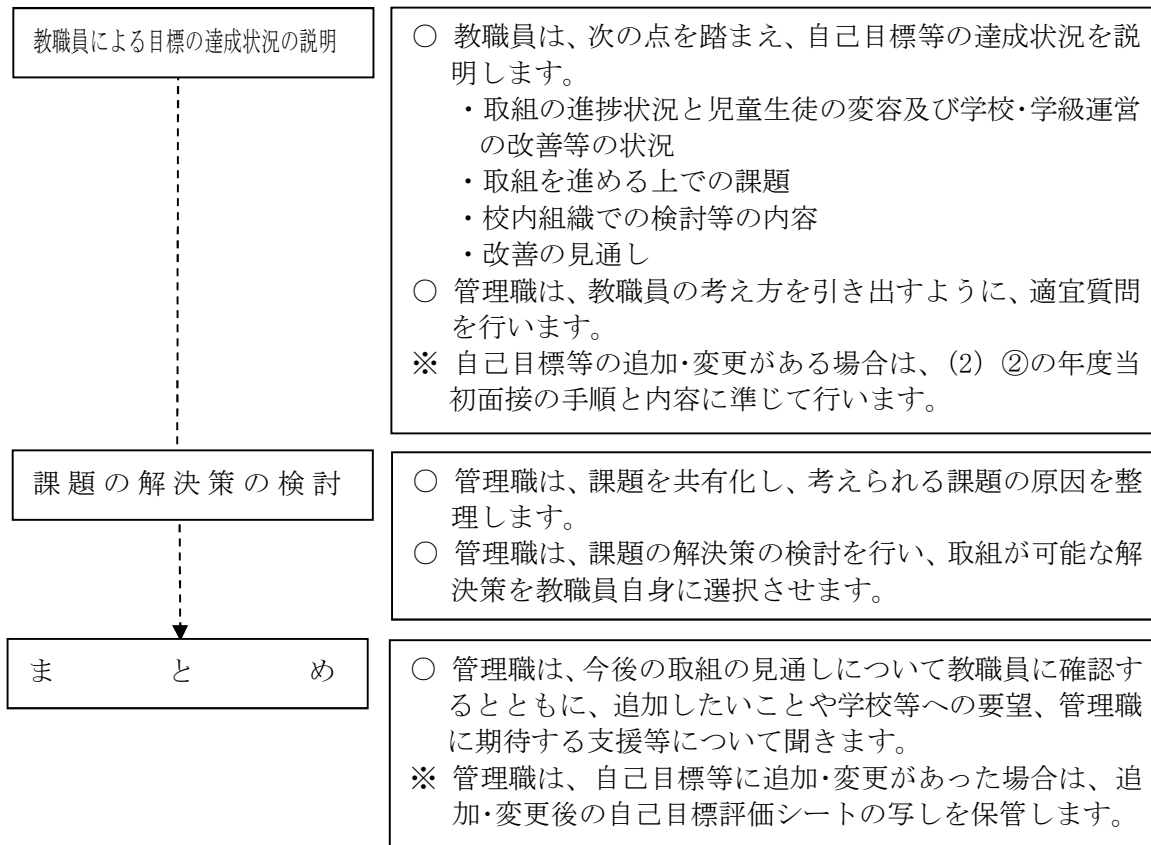 教職員による目標の達成状況の説明
○ 教職員は、次の点を踏まえ、自己目標等の達成状況を説
明します。
・取組の進捗状況と児童生徒の変容及び学校・学級運営
の改善等の状況
・取組を進める上での課題
・校内組織での検討等の内容
・改善の見通し
○ 管理職は、教職員の考え方を引き出すように、適宜質問
を行います。
※ 自己目標等の追加・変更がある場合は、(2) ②の年度当
初面接の手順と内容に準じて行います。
課題の解決策の検討
○ 管理職は、課題を共有化し、考えられる課題の原因を整
理します。
○ 管理職は、課題の解決策の検討を行い、取組が可能な解
決策を教職員自身に選択させます。
まとめ
○ 管理職は、今後の取組の見通しについて教職員に確認す
るとともに、追加したいことや学校等への要望、管理職
に期待する支援等について聞きます。
※ 管理職は、自己目標等に追加・変更があった場合は、追
加・変更後の自己目標評価シートの写しを保管します。